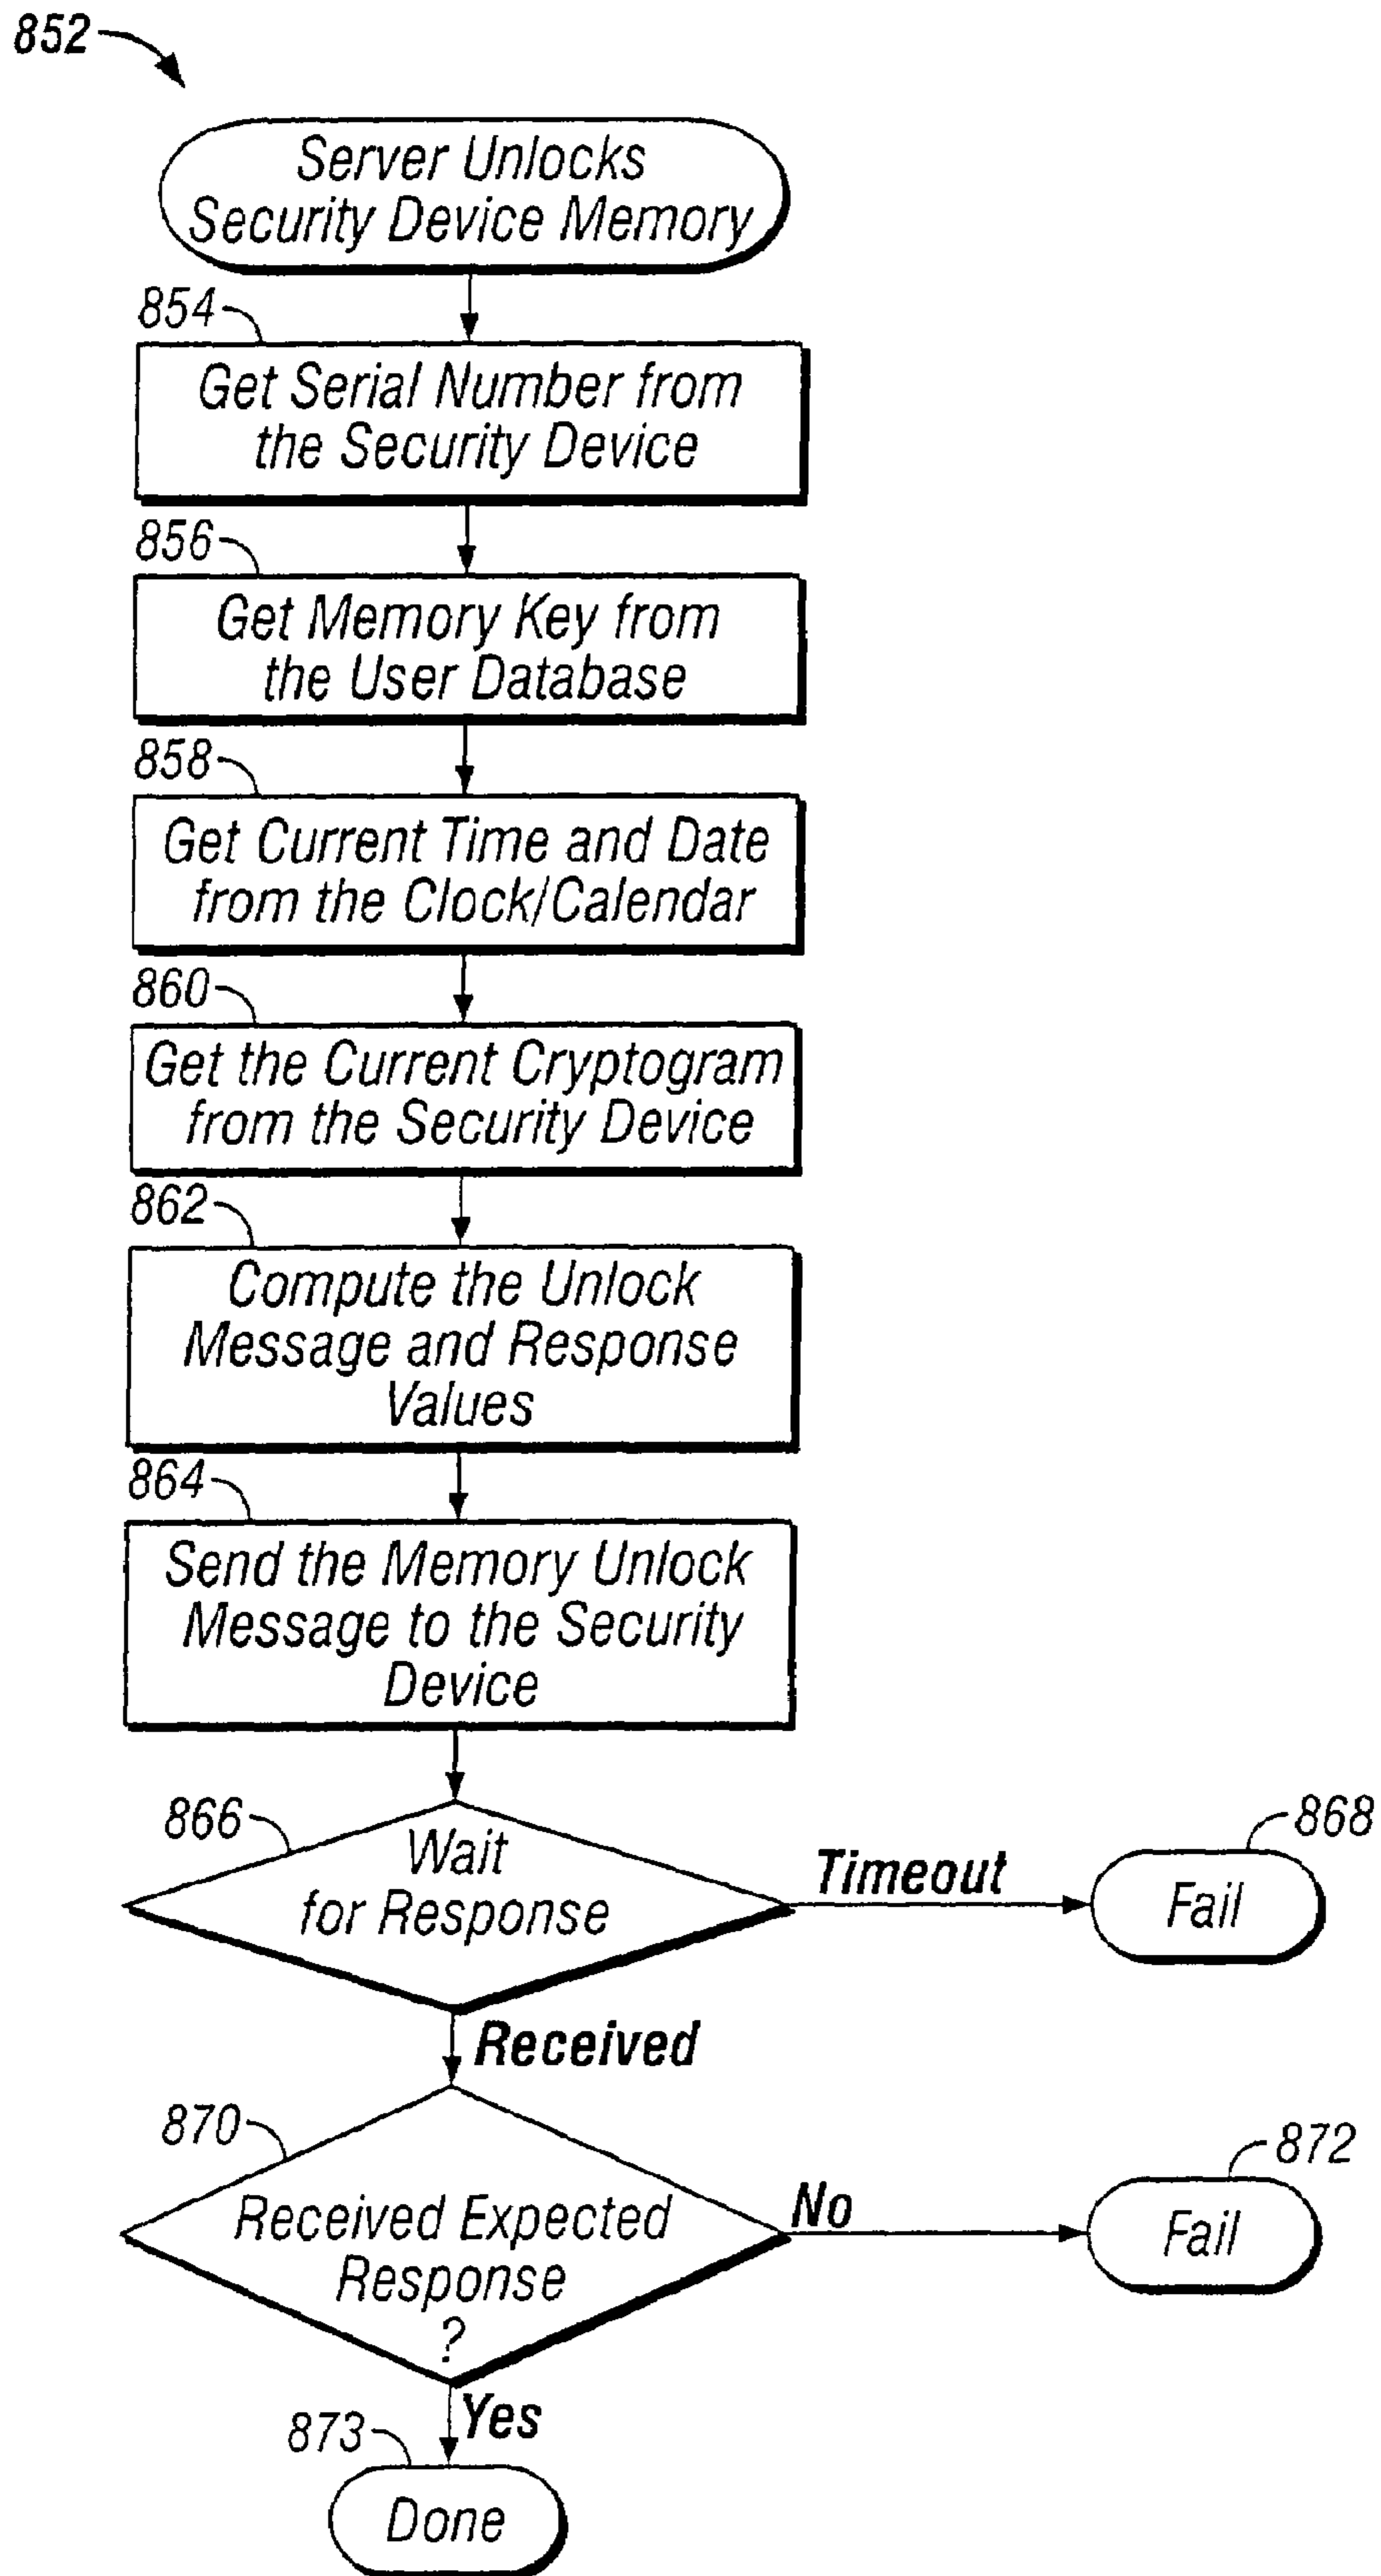 852
Server Unlocks
Security Device Memory
854
Get Serial Number from
the Security Device
856
Get Memory Key from
the User Database
858
Get Current Time and Date
from the Clock/Calendar
860
Get the Current Cryptogram
from the Security Device
862
Compute the Unlock
Message and Response
Values
864
Send the Memory Unlock
Message to the Security
Device
866
Wait
for Response
Timeout
868
Fail
Received
870
Received Expected
Response
?
No
872
Fail
Yes
873
Done